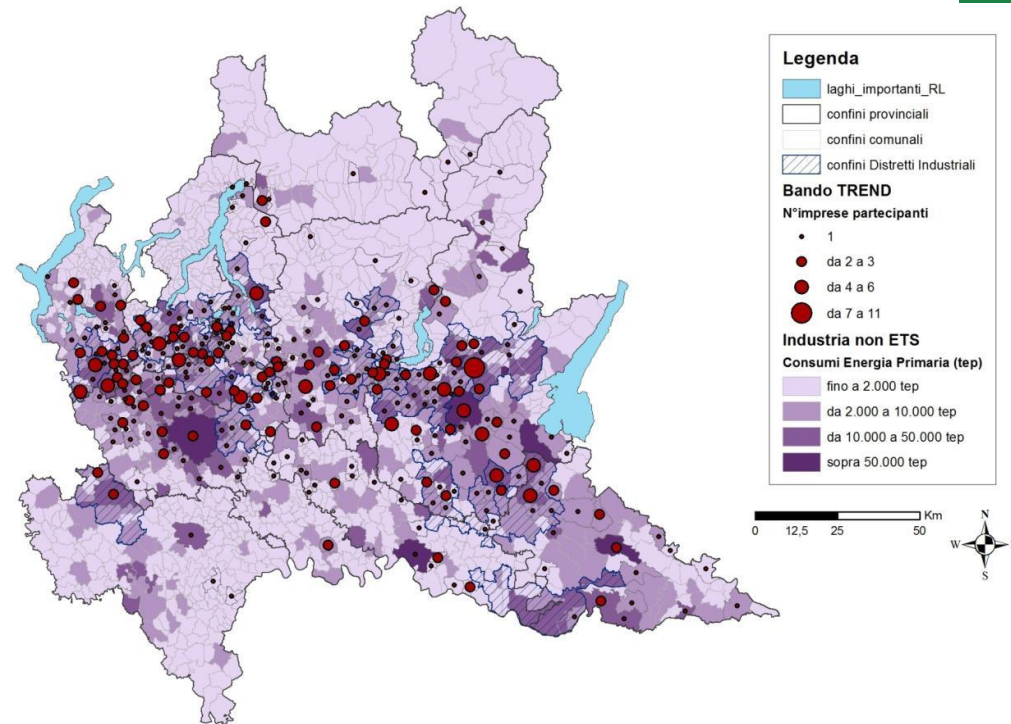 Legenda
laghi_importanti_RL
confini provinciali
confini comunali
confini Distretti Industriali
Bando TREND
N°imprese partecipanti
1
da 2 a 3
da 4 a 6
da 7 a 11
Industria non ETS
Consumi Energia Primaria (tep)
fino a 2.000 tep
da 2.000 a 10.000 tep
da 10.000 a 50.000 tep
sopra 50.000 tep
Km
0 12,5 25 50
N
W E
S